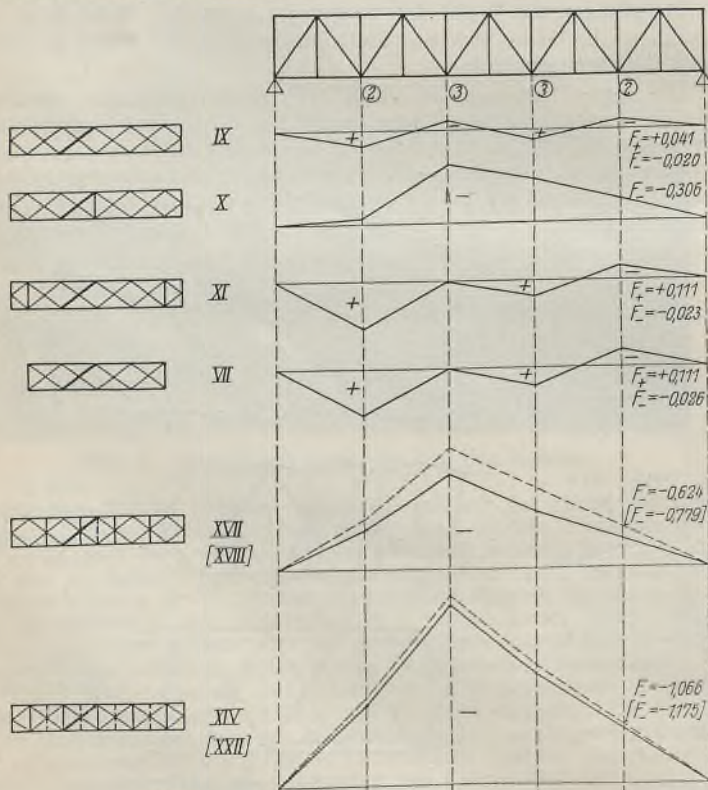 ② ③ ③ ②
IX + − + − F₊=+0,041
F₋=−0,020
X − F₋=−0,306
XI + + − F₊=+0,111
F₋=−0,023
VII + + − F₊=+0,111
F₋=−0,026
XVII − F₋=−0,624
[XVIII] [F₋=−0,779]
XIV − F₋=−1,066
[XXII] [F₋=−1,175]